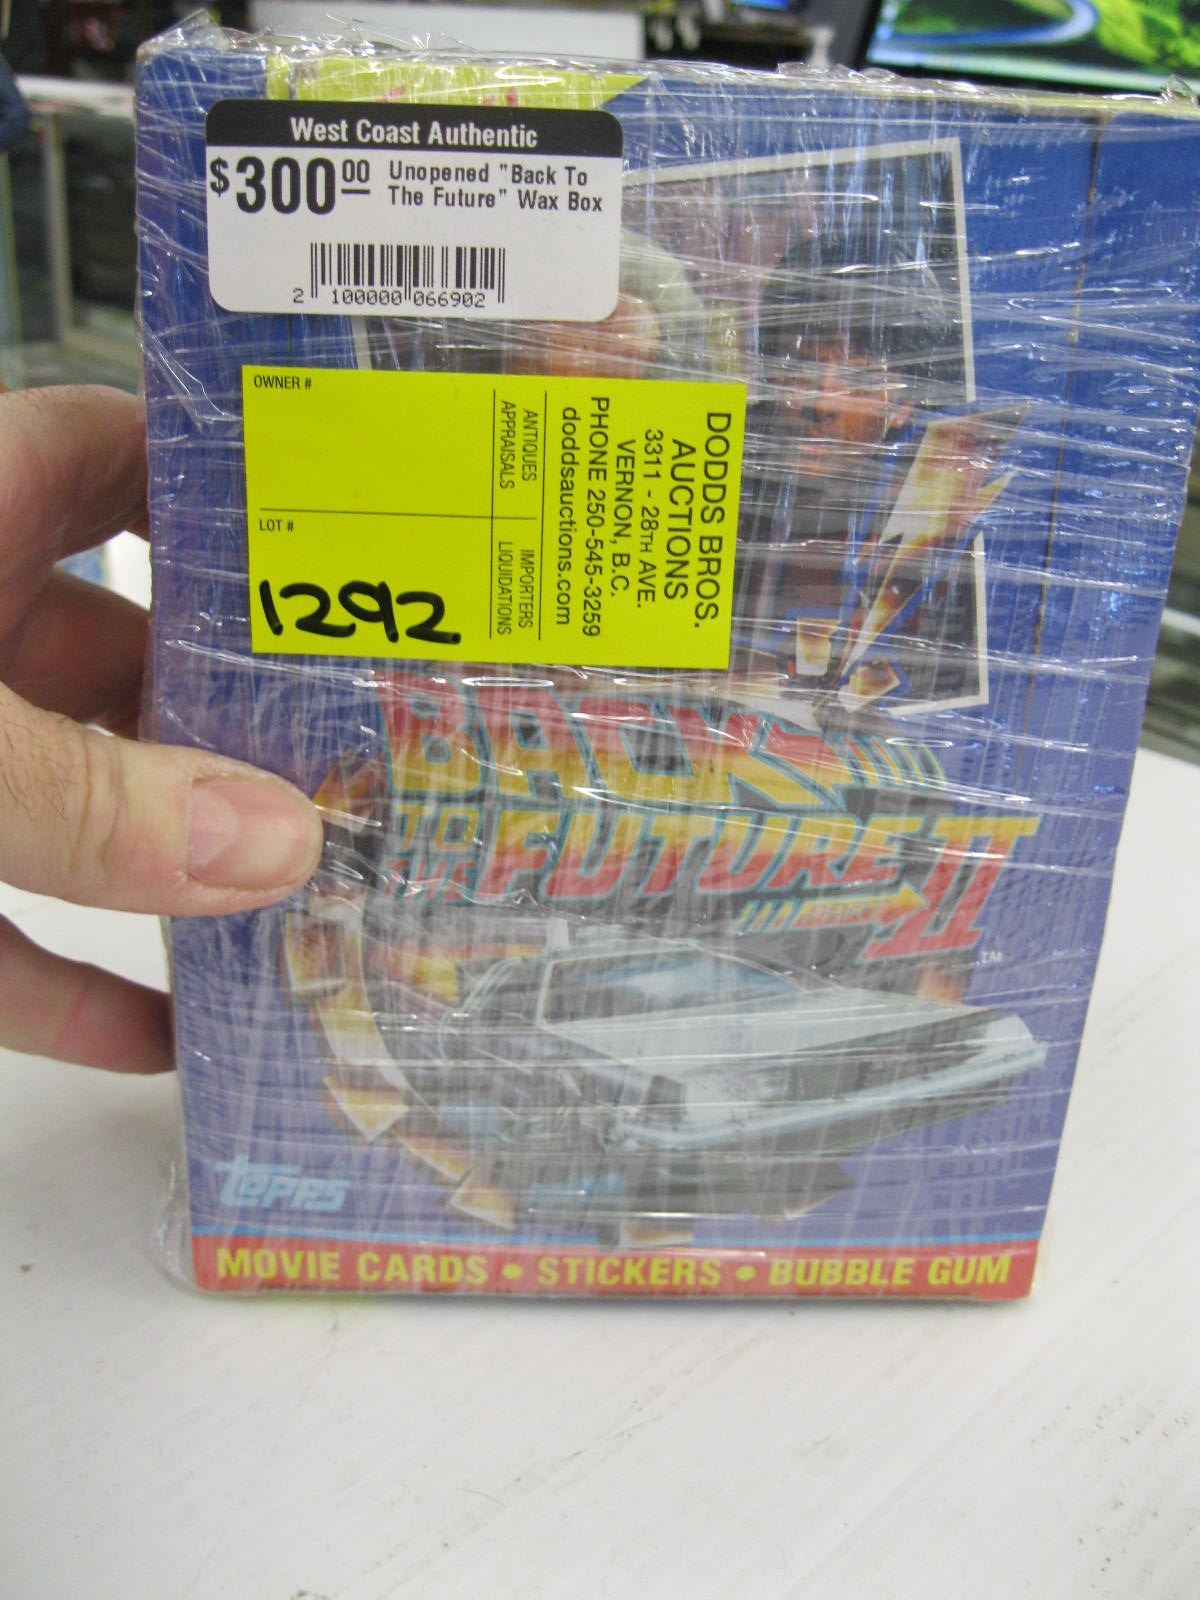 West Coast Authentic
$300.00
Unopened "Back To
The Future" Wax Box
2 100000 066902
OWNER #
LOT #
1292
ANTIQUES
APPRAISALS
IMPORTERS
LIQUIDATIONS
DODDS BROS.
AUCTIONS
3311 - 28TH AVE.
VERNON, B.C.
PHONE 250-545-3259
doddsauctions.com
BACK
TO THE FUTURE
PART II
TM
TOPPS
MOVIE CARDS • STICKERS • BUBBLE GUM